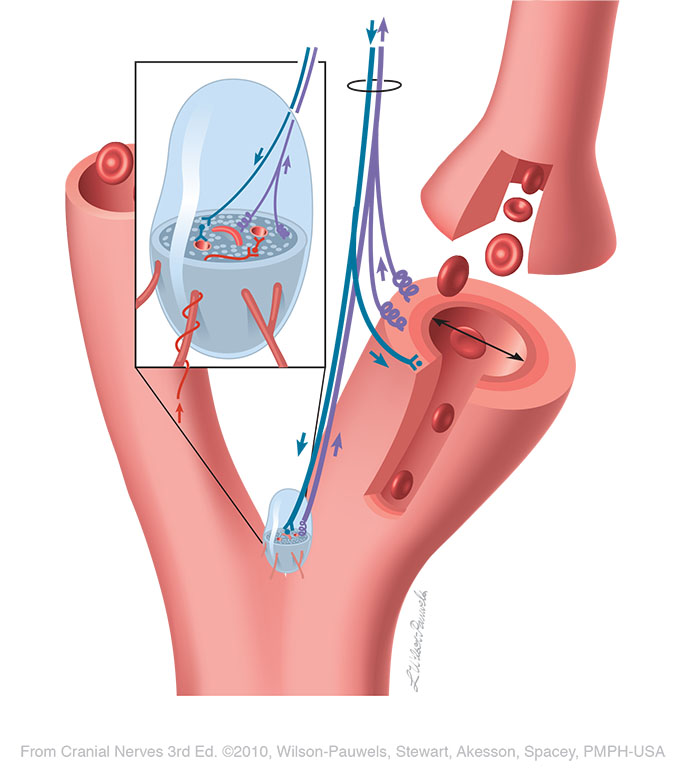 From Cranial Nerves 3rd Ed. ©2010, Wilson-Pauwels, Stewart, Akesson, Spacey, PMPH-USA